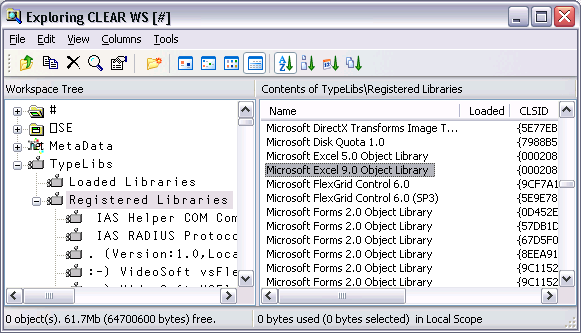 Exploring CLEAR WS [#]
File Edit View Columns Tools
Workspace Tree
#
⎕SE
MetaData
TypeLibs
Loaded Libraries
Registered Libraries
IAS Helper COM Com
IAS RADIUS Protoco
. (Version:1.0,Loca
:-) VideoSoft vsFle
Contents of TypeLibs\Registered Libraries
Name Loaded CLSID
Microsoft DirectX Transforms Image T... {5E77EB
Microsoft Disk Quota 1.0 {7988B5
Microsoft Excel 5.0 Object Library {000208
Microsoft Excel 9.0 Object Library {000208
Microsoft FlexGrid Control 6.0 {9CF7A1
Microsoft FlexGrid Control 6.0 (SP3) {5E9E78
Microsoft Forms 2.0 Object Library {0D452E
Microsoft Forms 2.0 Object Library {57DB1D
Microsoft Forms 2.0 Object Library {67D5F0
Microsoft Forms 2.0 Object Library {8EEA91
Microsoft Forms 2.0 Object Library {9C1152
Microsoft Forms 2.0 Object Library {9C1152
0 object(s). 61.7Mb (64700600 bytes) free.
0 bytes used (0 bytes selected) in Local Scope